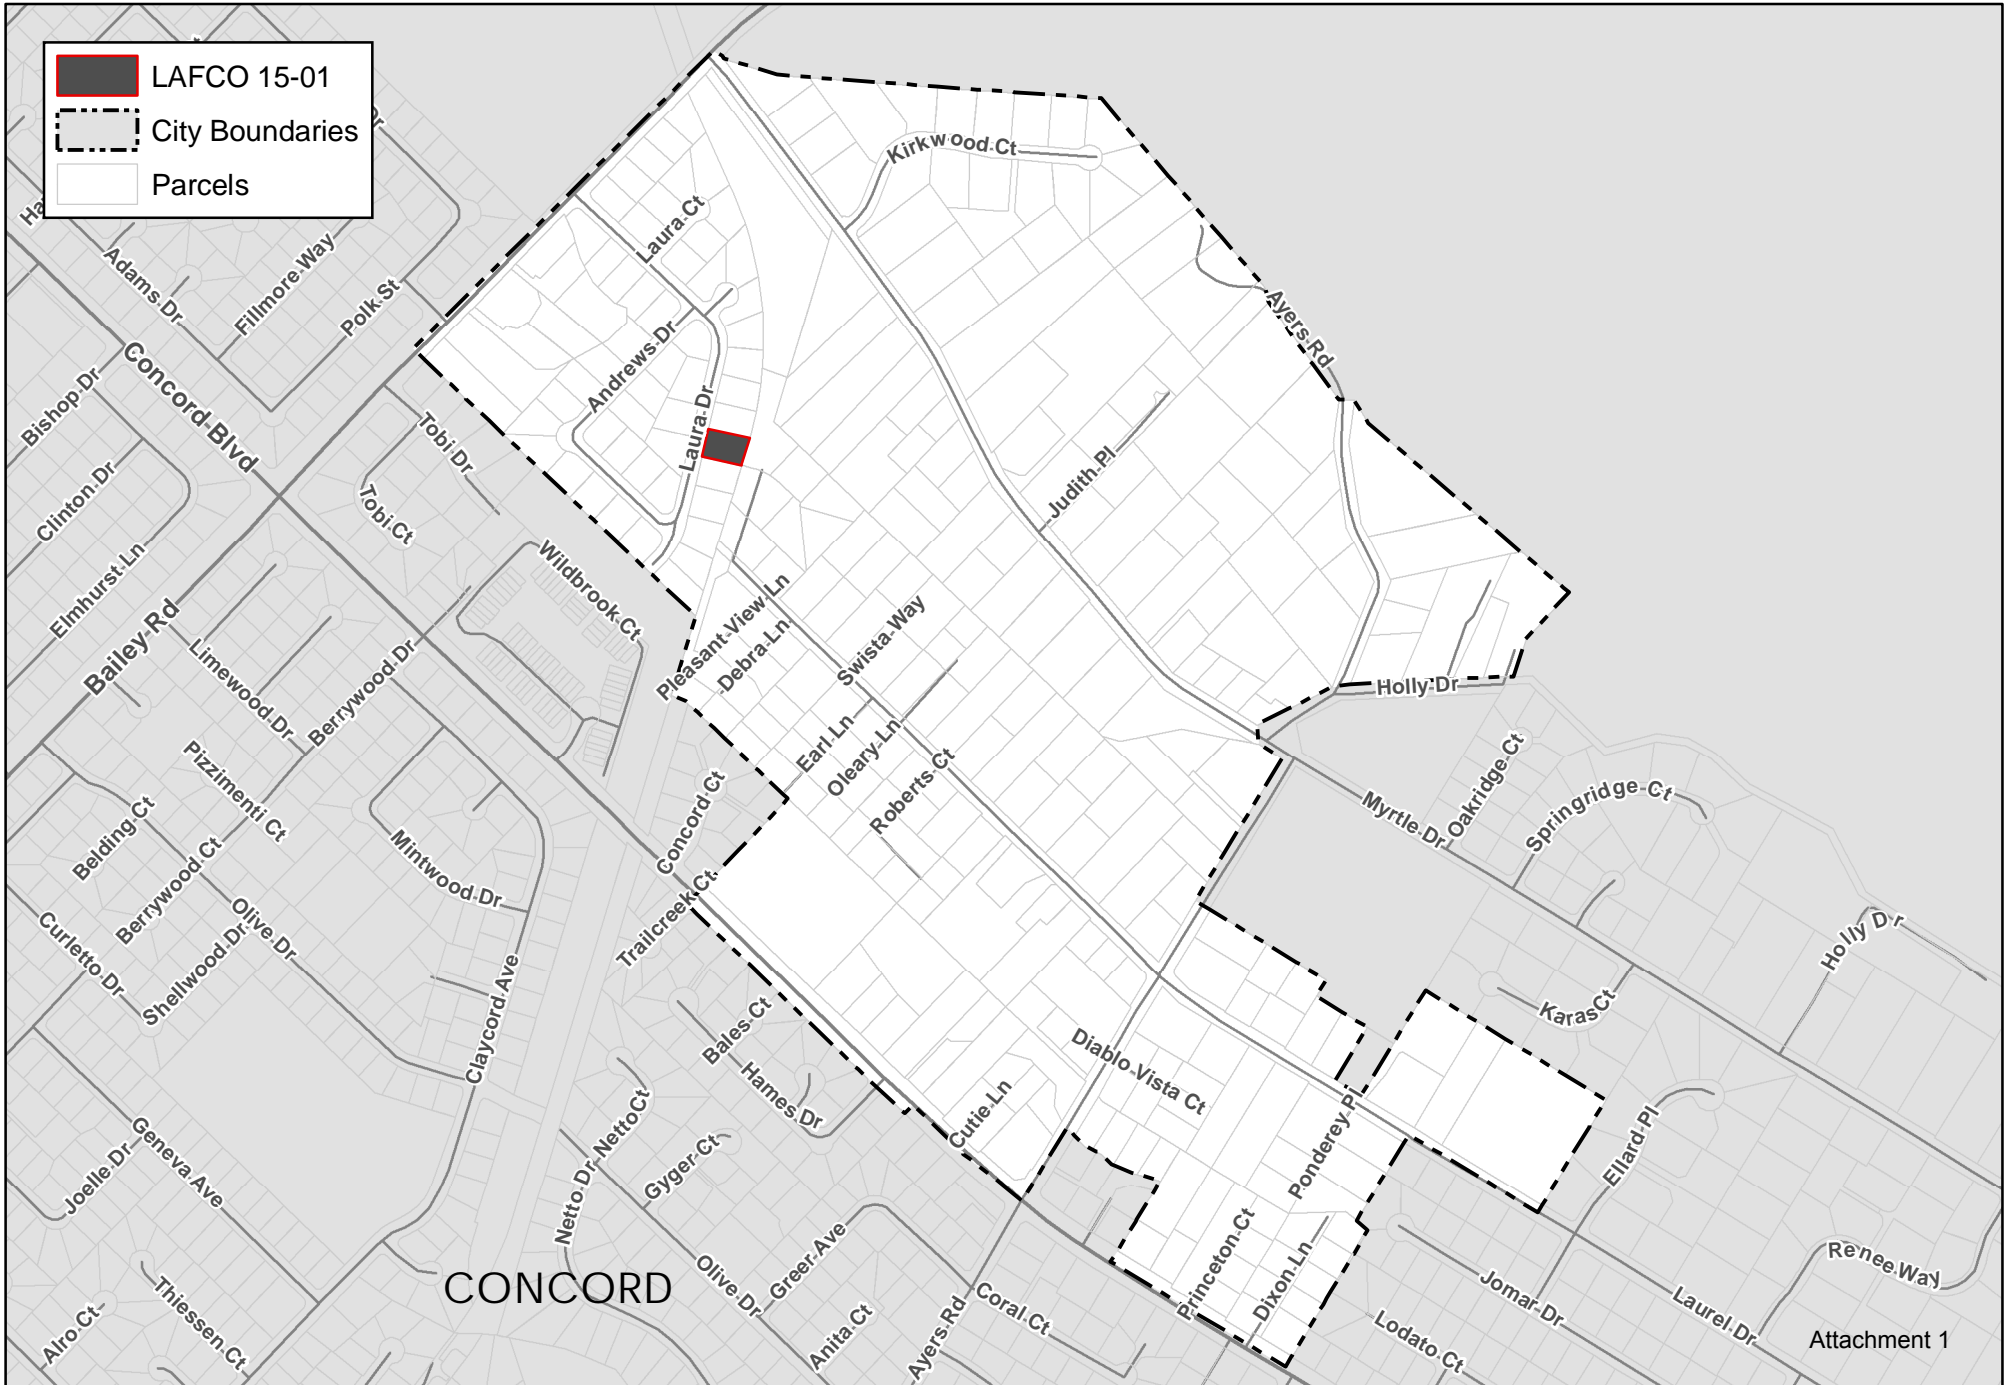 LAFCO 15-01
City Boundaries
Parcels
Dr
Ha
Kirkwood Ct
Laura Ct
Adams Dr
Fillmore Way
Polk St
Ayers Rd
Andrews Dr
Laura Dr
Bishop Dr
Concord Blvd
Tobi Dr
Tobi Ct
Judith Pl
Clinton Dr
Elmhurst Ln
Bailey Rd
Wildbrook Ct
Limewood Dr
Berrywood Dr
Pleasant View Ln
Debra Ln
Swista Way
Holly Dr
Pizzimenti Ct
Earl Ln
Oleary Ln
Roberts Ct
Concord Ct
Myrtle Dr
Oakridge Ct
Springridge Ct
Belding Ct
Berrywood Ct
Mintwood Dr
Trailcreek Ct
Curletto Dr
Shellwood Dr
Olive Dr
Claycord Ave
Holly Dr
Karas Ct
Bales Ct
Hames Dr
Diablo Vista Ct
Cutie Ln
Ponderey Pl
Ellard Pl
Geneva Ave
Joelle Dr
Netto Dr
Netto Ct
Gyger Ct
Greer Ave
Olive Dr
Princeton Ct
Dixon Ln
Renee Way
Jomar Dr
Laurel Dr
Lodato Ct
CONCORD
Alro Ct
Thiessen Ct
Anita Ct
Ayers Rd
Coral Ct
Attachment 1